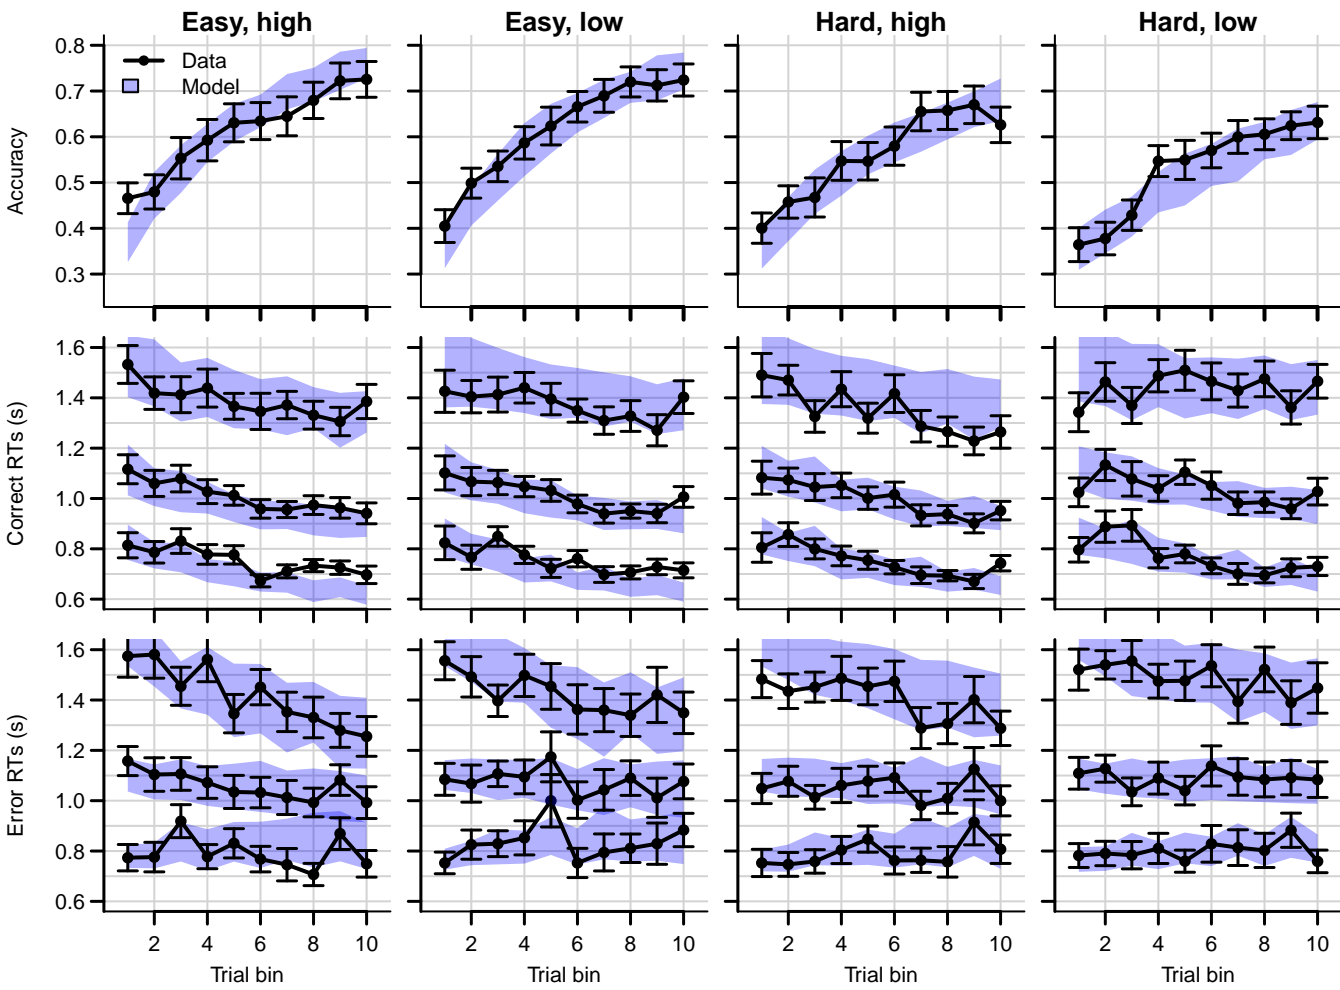 Easy, high Easy, low Hard, high Hard, low
Data
Model
Accuracy
0.8
0.7
0.6
0.5
0.4
0.3
Correct RTs (s)
1.6
1.4
1.2
1.0
0.8
0.6
Error RTs (s)
1.6
1.4
1.2
1.0
0.8
0.6
2 4 6 8 10 2 4 6 8 10 2 4 6 8 10 2 4 6 8 10
Trial bin Trial bin Trial bin Trial bin